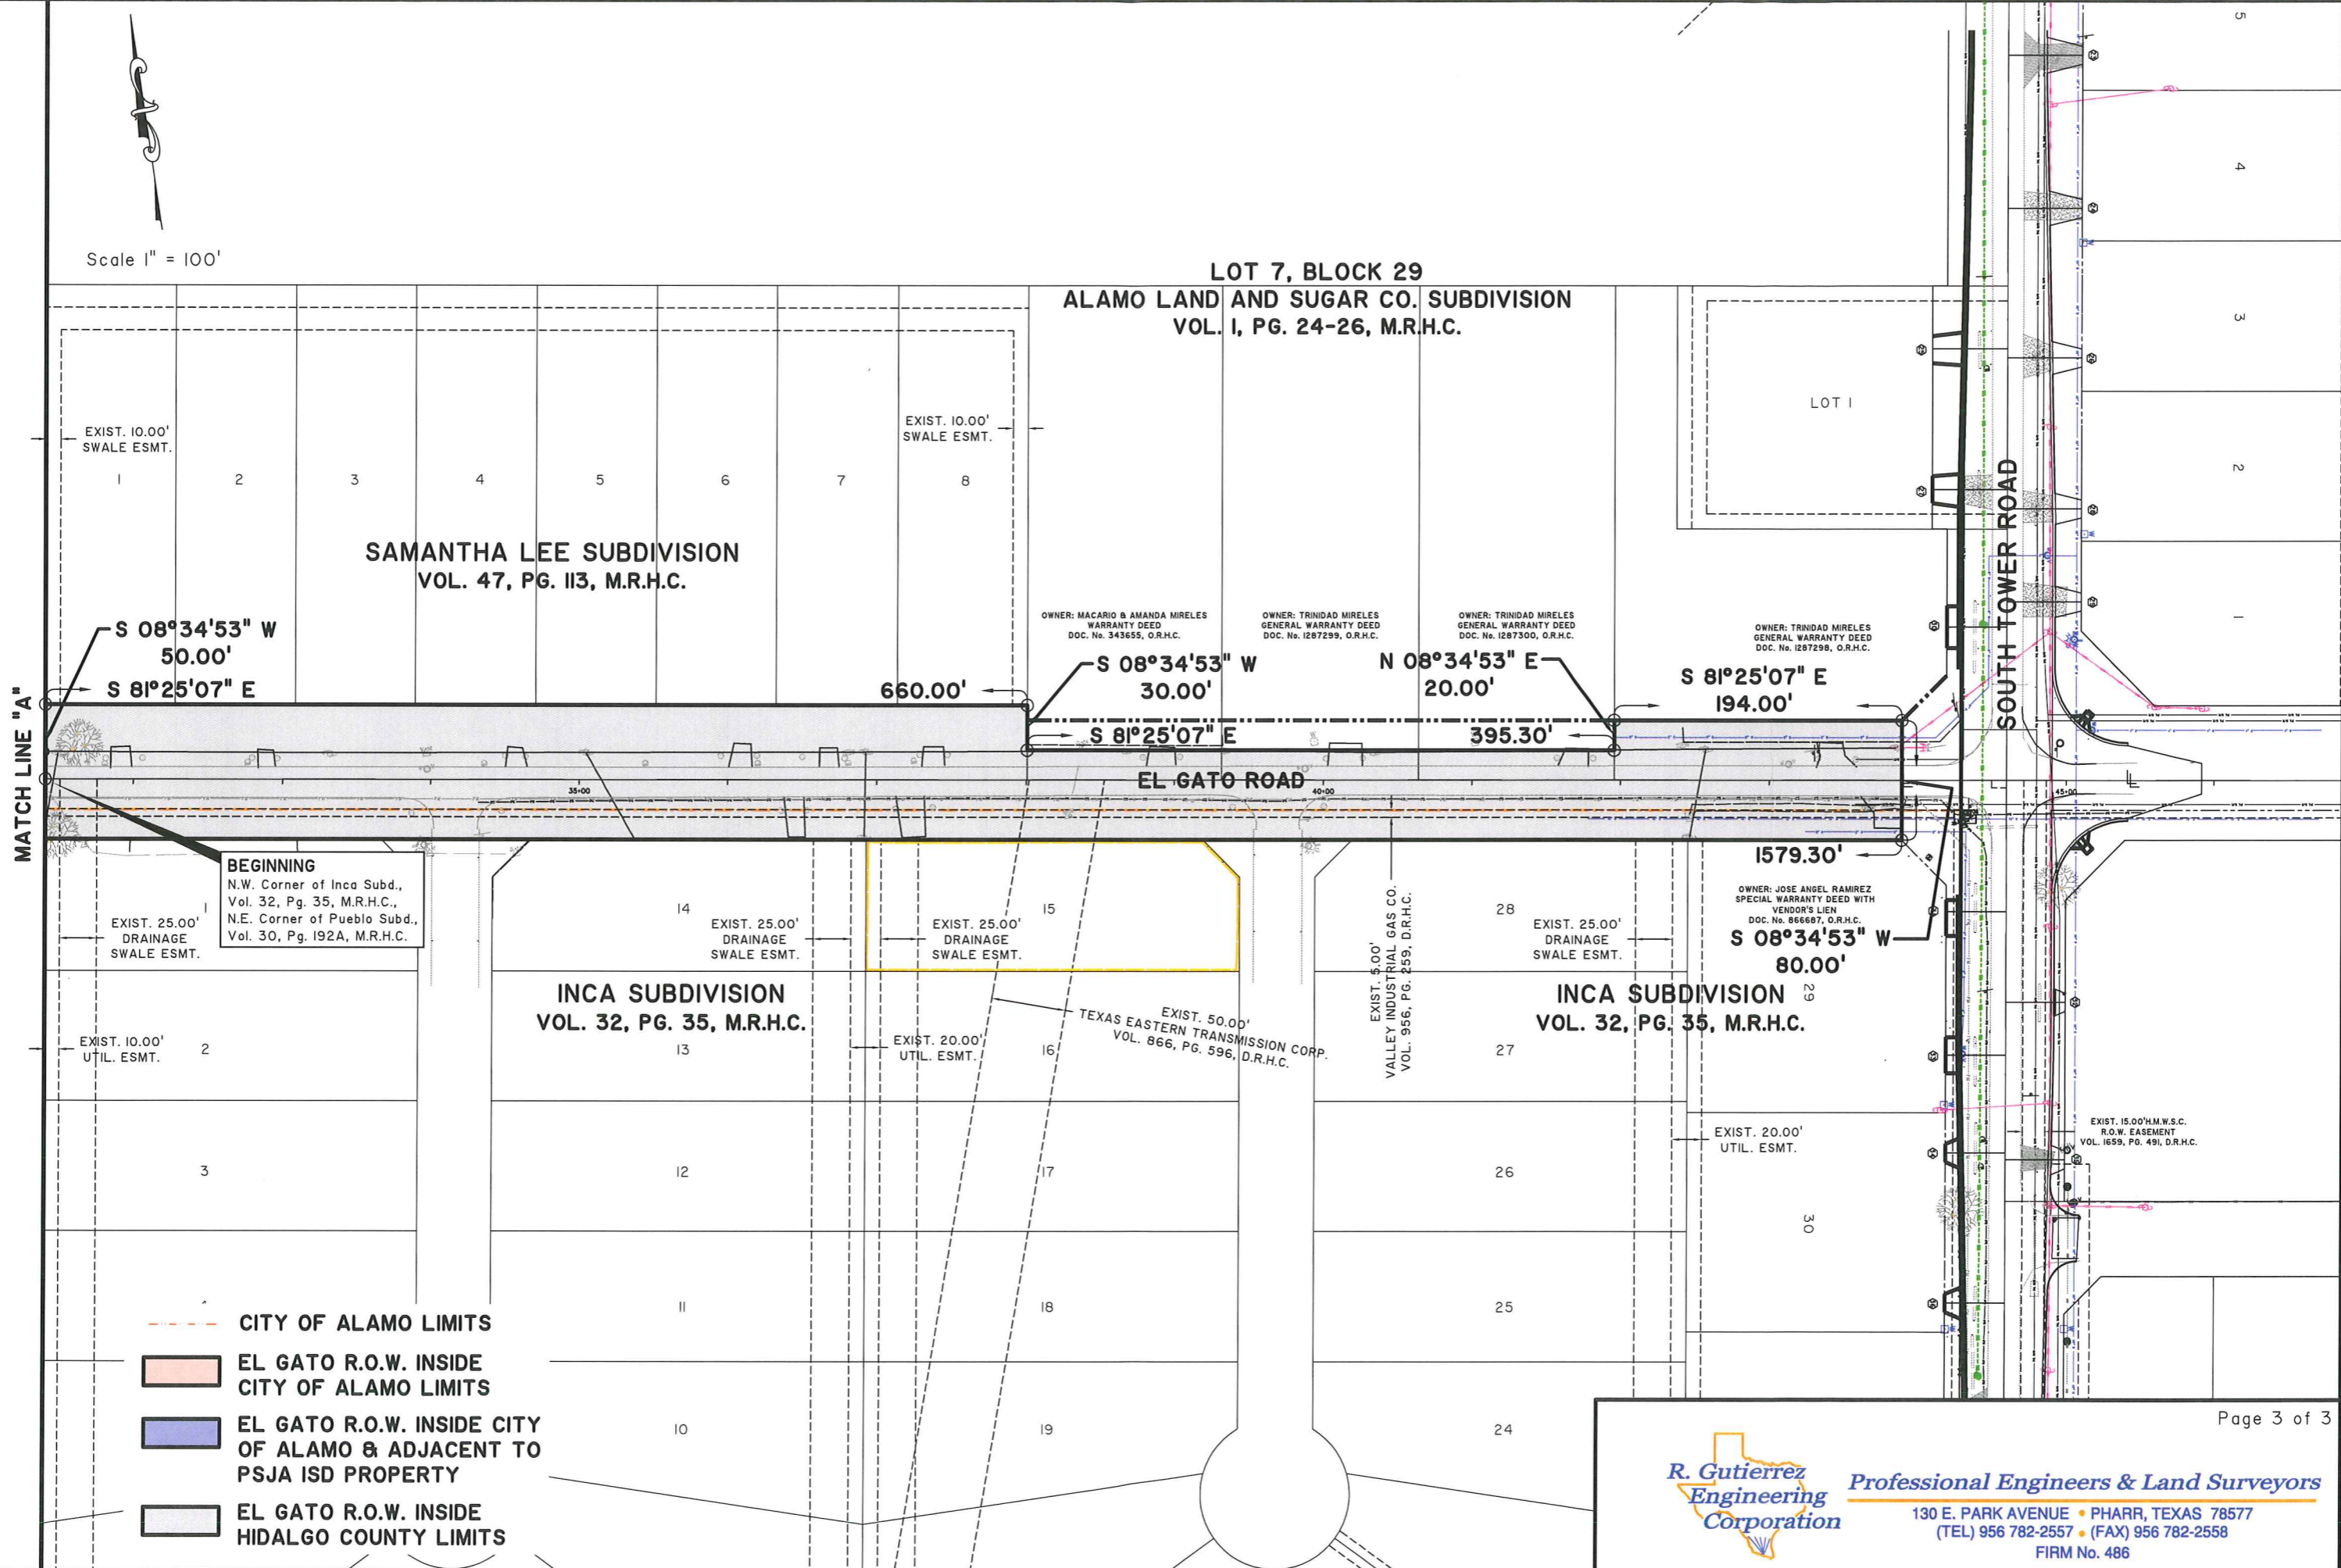 Scale 1" = 100'
LOT 7, BLOCK 29
ALAMO LAND AND SUGAR CO. SUBDIVISION
VOL. 1, PG. 24-26, M.R.H.C.
5
4
3
2
1
LOT 1
SOUTH TOWER ROAD
EXIST. 10.00'
SWALE ESMT.
EXIST. 10.00'
SWALE ESMT.
1
2
3
4
5
6
7
8
SAMANTHA LEE SUBDIVISION
VOL. 47, PG. 113, M.R.H.C.
OWNER: MACARIO & AMANDA MIRELES
WARRANTY DEED
DOC. No. 343655, O.R.H.C.
OWNER: TRINIDAD MIRELES
GENERAL WARRANTY DEED
DOC. No. 1287299, O.R.H.C.
OWNER: TRINIDAD MIRELES
GENERAL WARRANTY DEED
DOC. No. 1287300, O.R.H.C.
OWNER: TRINIDAD MIRELES
GENERAL WARRANTY DEED
DOC. No. 1287298, O.R.H.C.
S 08°34'53" W
50.00'
S 81°25'07" E
660.00'
S 08°34'53" W
30.00'
N 08°34'53" E
20.00'
S 81°25'07" E
194.00'
S 81°25'07" E
395.30'
MATCH LINE "A"
EL GATO ROAD
35+00
40+00
45+00
1579.30'
BEGINNING
N.W. Corner of Inca Subd.,
Vol. 32, Pg. 35, M.R.H.C.,
N.E. Corner of Pueblo Subd.,
Vol. 30, Pg. 192A, M.R.H.C.
OWNER: JOSE ANGEL RAMIREZ
SPECIAL WARRANTY DEED WITH
VENDOR'S LIEN
DOC. No. 866687, O.R.H.C.
S 08°34'53" W
80.00'
1
14
15
28
29
EXIST. 25.00'
DRAINAGE
SWALE ESMT.
EXIST. 25.00'
DRAINAGE
SWALE ESMT.
EXIST. 25.00'
DRAINAGE
SWALE ESMT.
EXIST. 25.00'
DRAINAGE
SWALE ESMT.
EXIST. 5.00'
VALLEY INDUSTRIAL GAS CO.
VOL. 956, PG. 259, D.R.H.C.
INCA SUBDIVISION
VOL. 32, PG. 35, M.R.H.C.
EXIST. 50.00'
TEXAS EASTERN TRANSMISSION CORP.
VOL. 866, PG. 596, D.R.H.C.
INCA SUBDIVISION
VOL. 32, PG. 35, M.R.H.C.
EXIST. 10.00'
UTIL. ESMT.
2
13
EXIST. 20.00'
UTIL. ESMT.
16
27
EXIST. 20.00'
UTIL. ESMT.
EXIST. 15.00'H.M.W.S.C.
R.O.W. EASEMENT
VOL. 1659, PG. 491, D.R.H.C.
3
12
17
26
30
11
18
25
10
19
24
CITY OF ALAMO LIMITS
EL GATO R.O.W. INSIDE
CITY OF ALAMO LIMITS
EL GATO R.O.W. INSIDE CITY
OF ALAMO & ADJACENT TO
PSJA ISD PROPERTY
EL GATO R.O.W. INSIDE
HIDALGO COUNTY LIMITS
Page 3 of 3
R. Gutierrez
Engineering
Corporation
Professional Engineers & Land Surveyors
130 E. PARK AVENUE • PHARR, TEXAS 78577
(TEL) 956 782-2557 • (FAX) 956 782-2558
FIRM No. 486